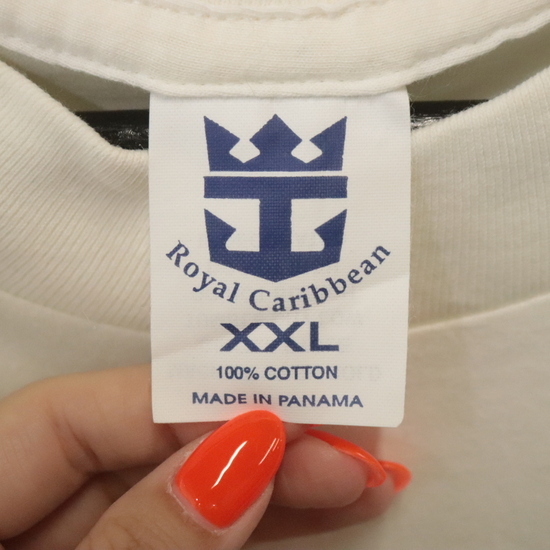 Royal Caribbean
XXL
100% COTTON
MADE IN PANAMA